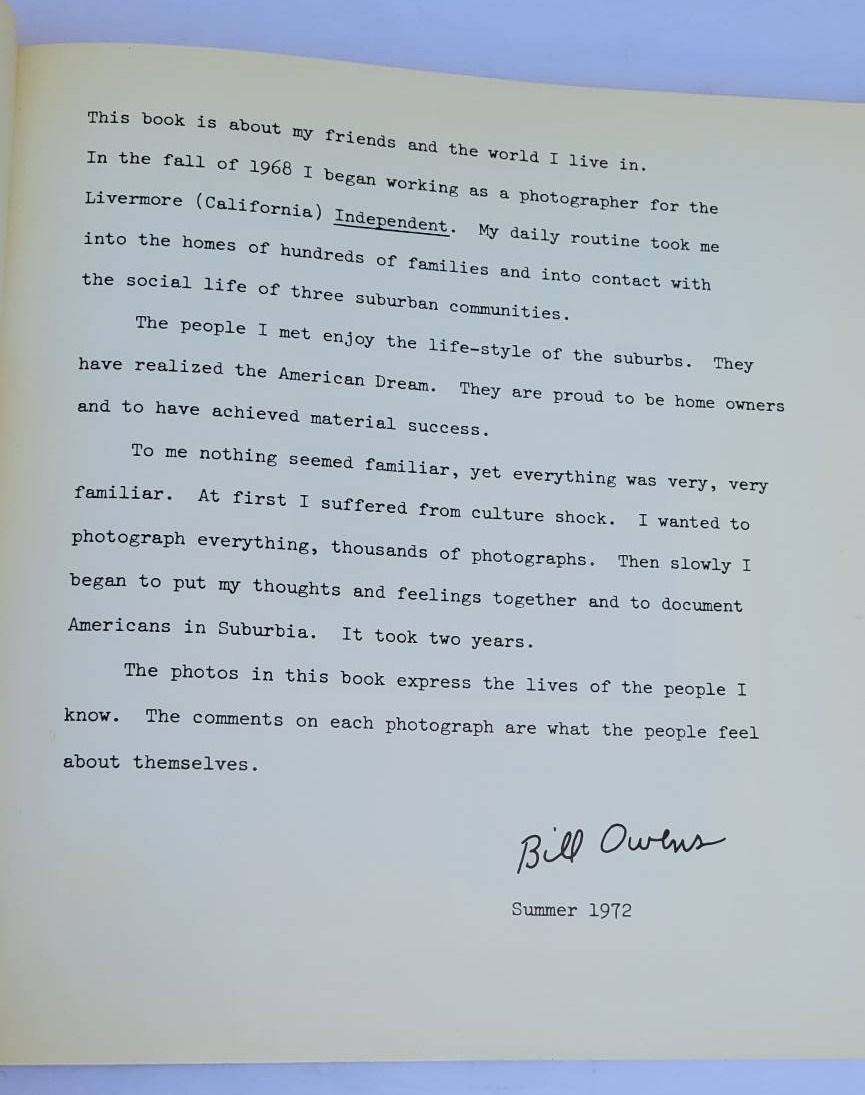 This book is about my friends and the world I live in.
In the fall of 1968 I began working as a photographer for the
Livermore (California) Independent. My daily routine took me
into the homes of hundreds of families and into contact with
the social life of three suburban communities.
The people I met enjoy the life-style of the suburbs. They
have realized the American Dream. They are proud to be home owners
and to have achieved material success.
To me nothing seemed familiar, yet everything was very, very
familiar. At first I suffered from culture shock. I wanted to
photograph everything, thousands of photographs. Then slowly I
began to put my thoughts and feelings together and to document
Americans in Suburbia. It took two years.
The photos in this book express the lives of the people I
know. The comments on each photograph are what the people feel
about themselves.
Bill Owens
Summer 1972